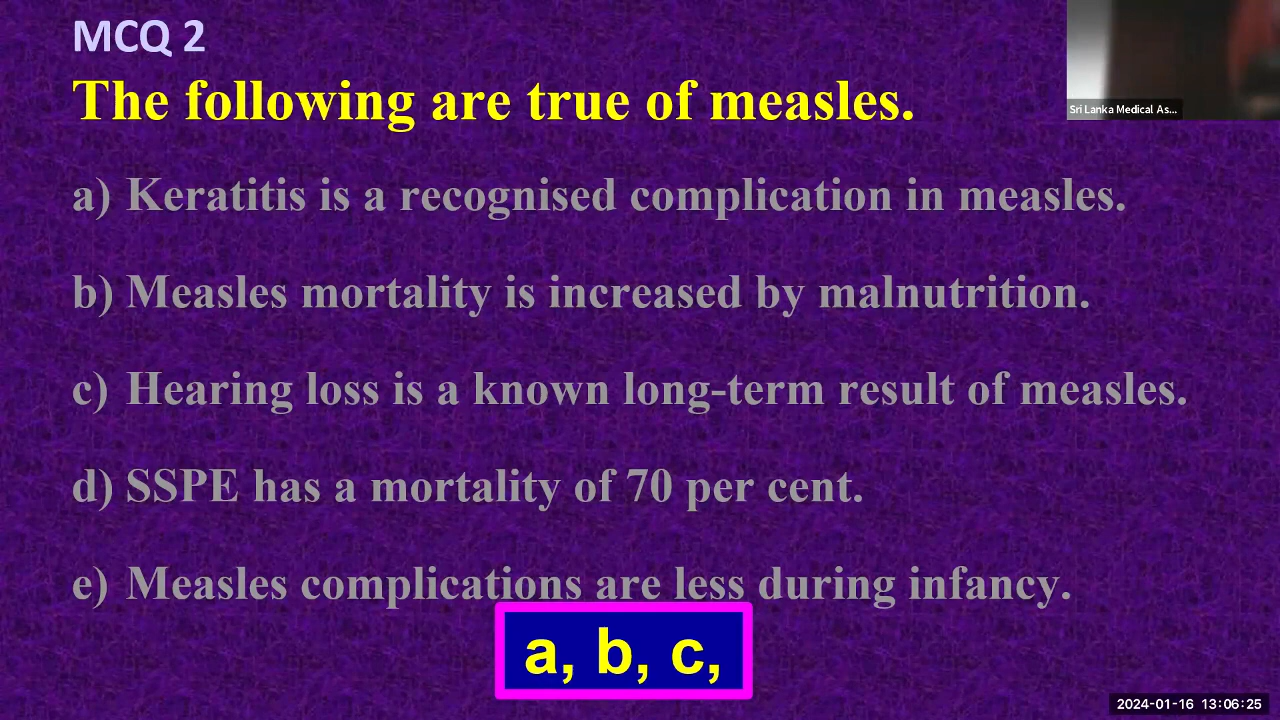 MCQ 2
The following are true of measles.
Sri Lanka Medical As...
a) Keratitis is a recognised complication in measles.
b) Measles mortality is increased by malnutrition.
c) Hearing loss is a known long-term result of measles.
d) SSPE has a mortality of 70 per cent.
e) Measles complications are less during infancy.
a, b, c,
2024-01-16 13:06:25